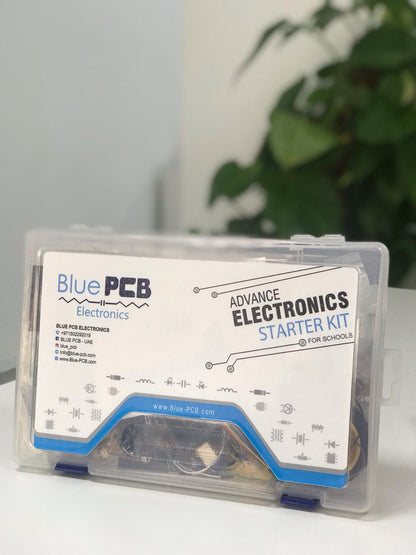 Blue PCB
Electronics
BLUE PCB ELECTRONICS
+971503292019
BLUE PCB - UAE
blue_pcb
info@blue-pcb.com
www.Blue-PCB.com
ADVANCE
ELECTRONICS
STARTER KIT
FOR SCHOOLS
www.Blue-PCB.com